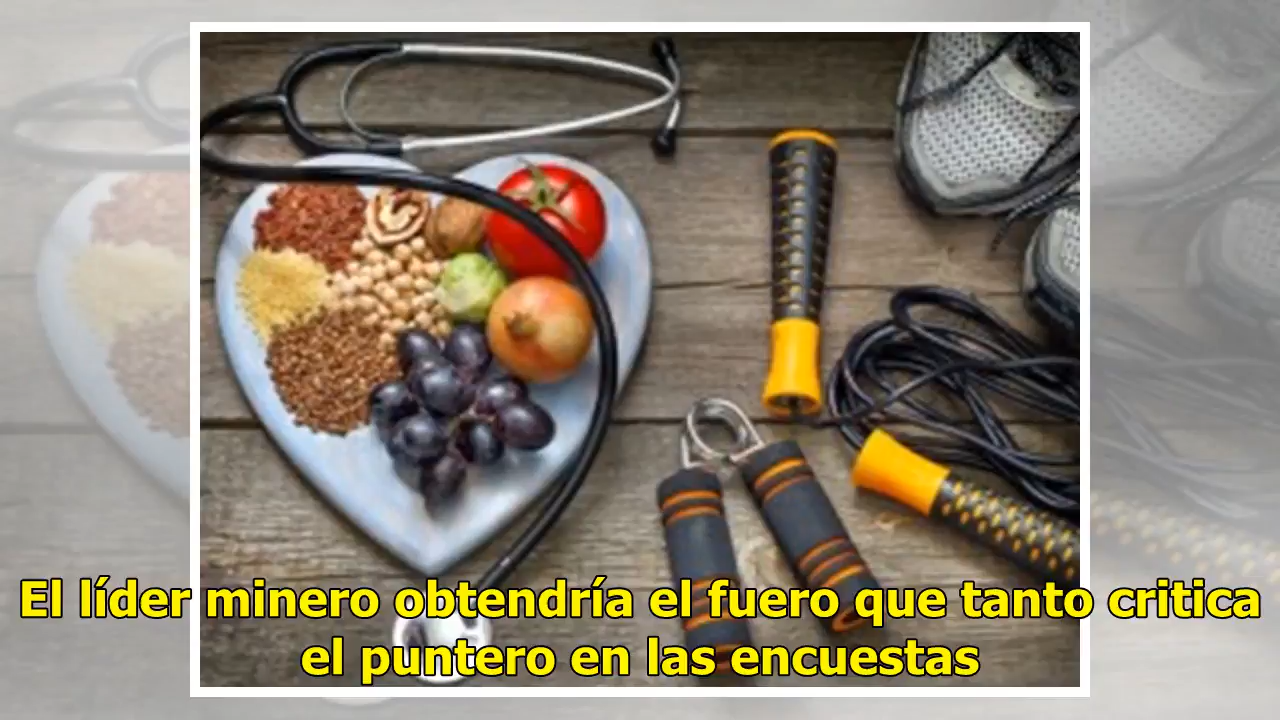 El líder minero obtendría el fuero que tanto critica
el puntero en las encuestas